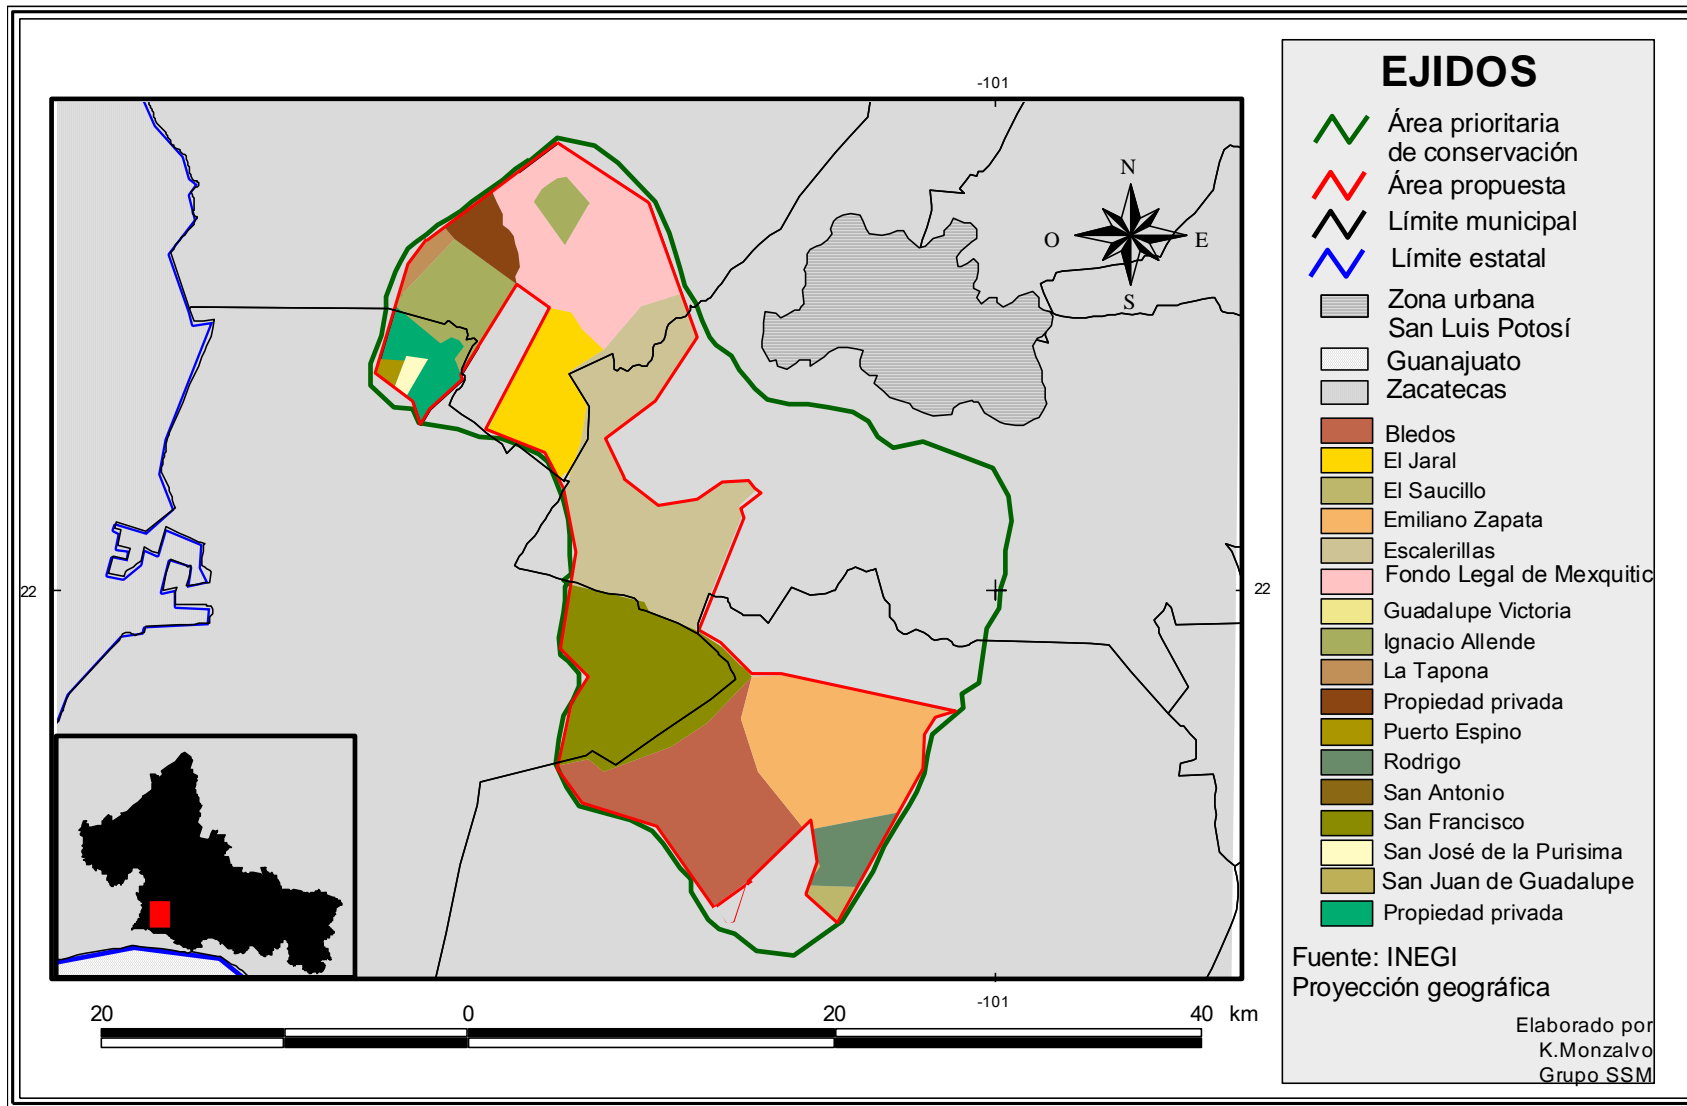 -101
N
O
E
S
22
22
-101
20
0
20
40
km
EJIDOS
Área prioritaria
de conservación
Área propuesta
Límite municipal
Límite estatal
Zona urbana
San Luis Potosí
Guanajuato
Zacatecas
Bledos
El Jaral
El Saucillo
Emiliano Zapata
Escalerillas
Fondo Legal de Mexquitic
Guadalupe Victoria
Ignacio Allende
La Tapona
Propiedad privada
Puerto Espino
Rodrigo
San Antonio
San Francisco
San José de la Purisima
San Juan de Guadalupe
Propiedad privada
Fuente: INEGI
Proyección geográfica
Elaborado por
K.Monzalvo
Grupo SSM